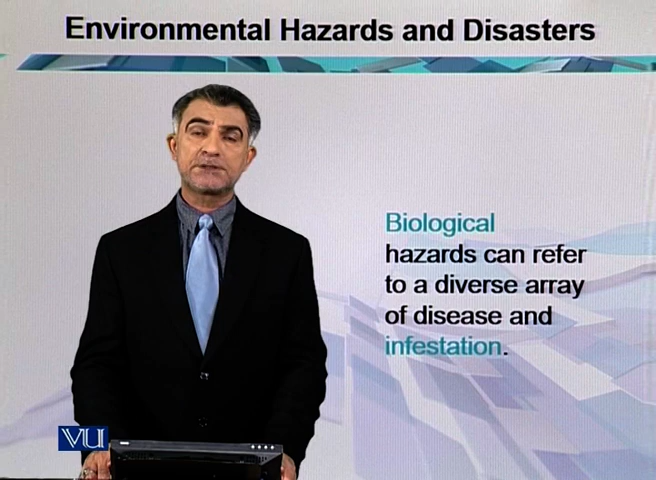 Environmental Hazards and Disasters
Biological
hazards can refer
to a diverse array
of disease and
infestation.
VU